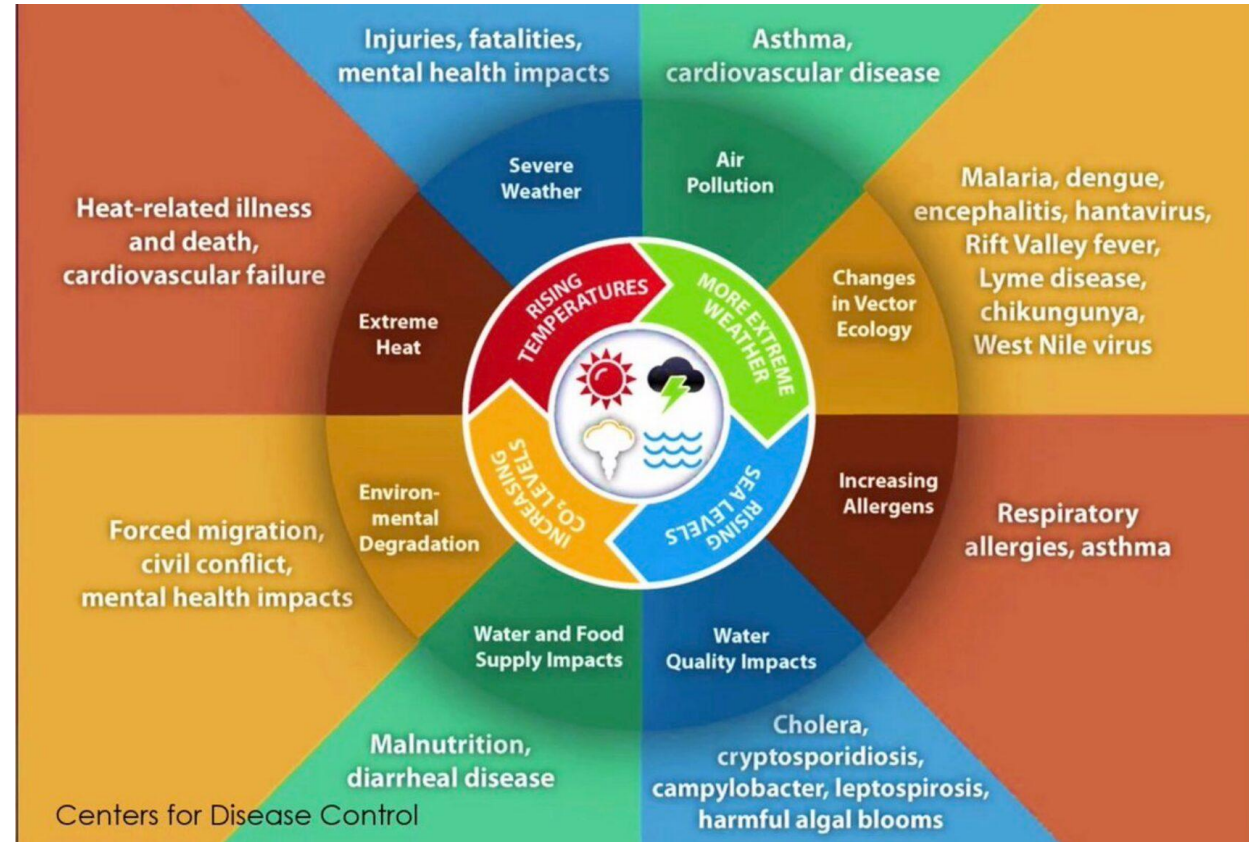 Injuries, fatalities,
mental health impacts
Asthma,
cardiovascular disease
Severe
Weather
Air
Pollution
Heat-related illness
and death,
cardiovascular failure
Extreme
Heat
Changes
in Vector
Ecology
Malaria, dengue,
encephalitis, hantavirus,
Rift Valley fever,
Lyme disease,
chikungunya,
West Nile virus
RISING
TEMPERATURES
MORE EXTREME
WEATHER
INCREASING
CO₂ LEVELS
RISING
SEA LEVELS
Forced migration,
civil conflict,
mental health impacts
Environ-
mental
Degradation
Increasing
Allergens
Respiratory
allergies, asthma
Water and Food
Supply Impacts
Water
Quality Impacts
Malnutrition,
diarrheal disease
Cholera,
cryptosporidiosis,
campylobacter, leptospirosis,
harmful algal blooms
Centers for Disease Control